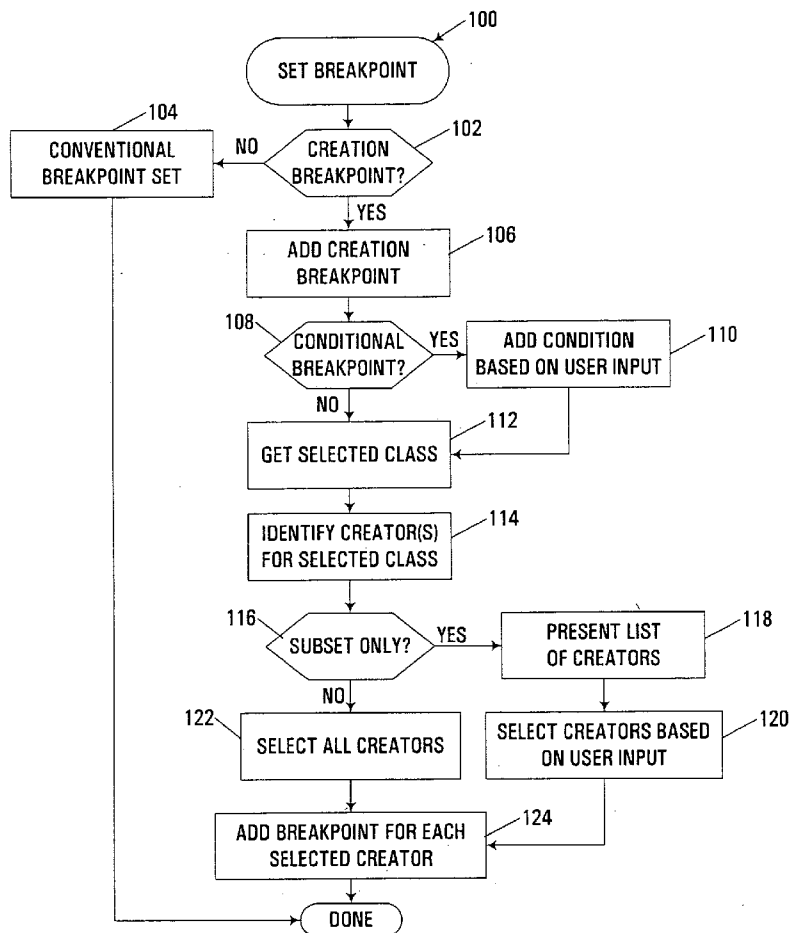 100
SET BREAKPOINT
104
102
CONVENTIONAL
BREAKPOINT SET
NO
CREATION
BREAKPOINT?
YES
106
ADD CREATION
BREAKPOINT
108
CONDITIONAL
BREAKPOINT?
YES
ADD CONDITION
BASED ON USER INPUT
110
NO
112
GET SELECTED CLASS
114
IDENTIFY CREATOR(S)
FOR SELECTED CLASS
116
SUBSET ONLY?
YES
PRESENT LIST
OF CREATORS
118
NO
122
SELECT ALL CREATORS
SELECT CREATORS BASED
ON USER INPUT
120
124
ADD BREAKPOINT FOR EACH
SELECTED CREATOR
DONE